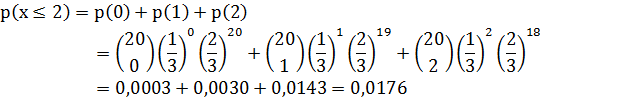 p(x ≤ 2) = p(0) + p(1) + p(2)
= (20 0)(1/3)^0 (2/3)^20 + (20 1)(1/3)^1 (2/3)^19 + (20 2)(1/3)^2 (2/3)^18
= 0,0003 + 0,0030 + 0,0143 = 0,0176